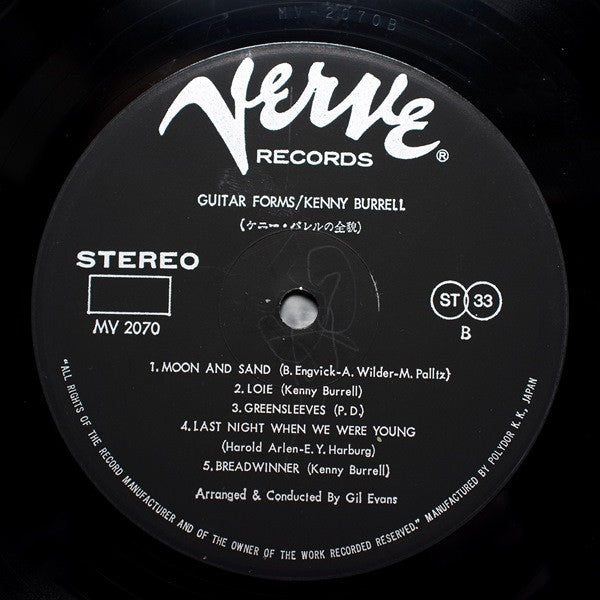 MV-2070B
Verve
RECORDS ®
GUITAR FORMS/KENNY BURRELL
(ケニー・バレルの全貌)
STEREO
MV 2070
ST 33
B
1. MOON AND SAND (B. Engvick-A. Wilder-M. Palltz)
2. LOIE (Kenny Burrell)
3. GREENSLEEVES (P. D.)
4. LAST NIGHT WHEN WE WERE YOUNG
(Harold Arlen-E. Y. Harburg)
5. BREADWINNER (Kenny Burrell)
Arranged & Conducted By Gil Evans
"ALL RIGHTS OF THE RECORD MANUFACTURER AND OF THE OWNER OF THE WORK RECORDED RESERVED." MANUFACTURED BY POLYDOR K. K., JAPAN